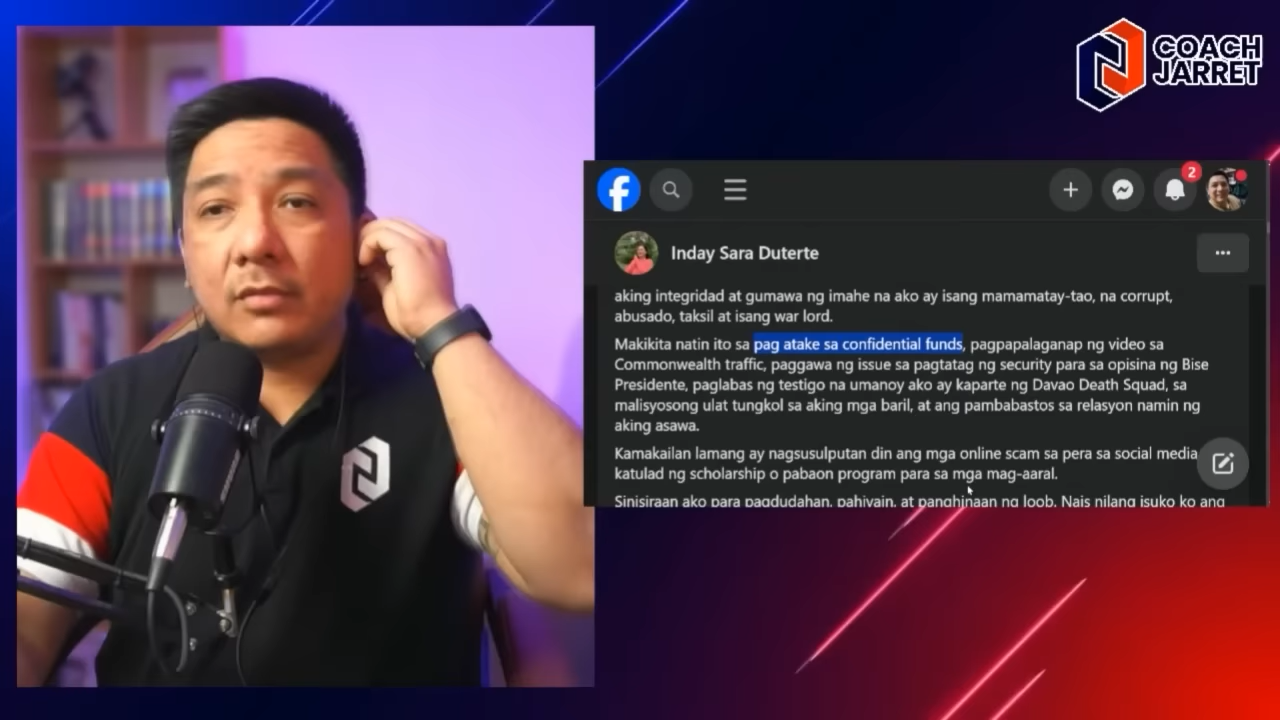 COACH
JARRET
2
Inday Sara Duterte
aking integridad at gumawa ng imahe na ako ay isang mamamatay-tao, na corrupt,
abusado, taksil at isang war lord.
Makikita natin ito sa pag atake sa confidential funds, pagpapalaganap ng video sa
Commonwealth traffic, paggawa ng issue sa pagtatag ng security para sa opisina ng Bise
Presidente, paglabas ng testigo na umanoy ako ay kaparte ng Davao Death Squad, sa
malisyosong ulat tungkol sa aking mga baril, at ang pambabastos sa relasyon namin ng
aking asawa.
Kamakailan lamang ay nagsusulputan din ang mga online scam sa pera sa social media
katulad ng scholarship o pabaon program para sa mga mag-aaral.
Sinisiraan ako para pagdudahan, pahiyain, at panghinaan ng loob. Nais nilang isuko ko ang